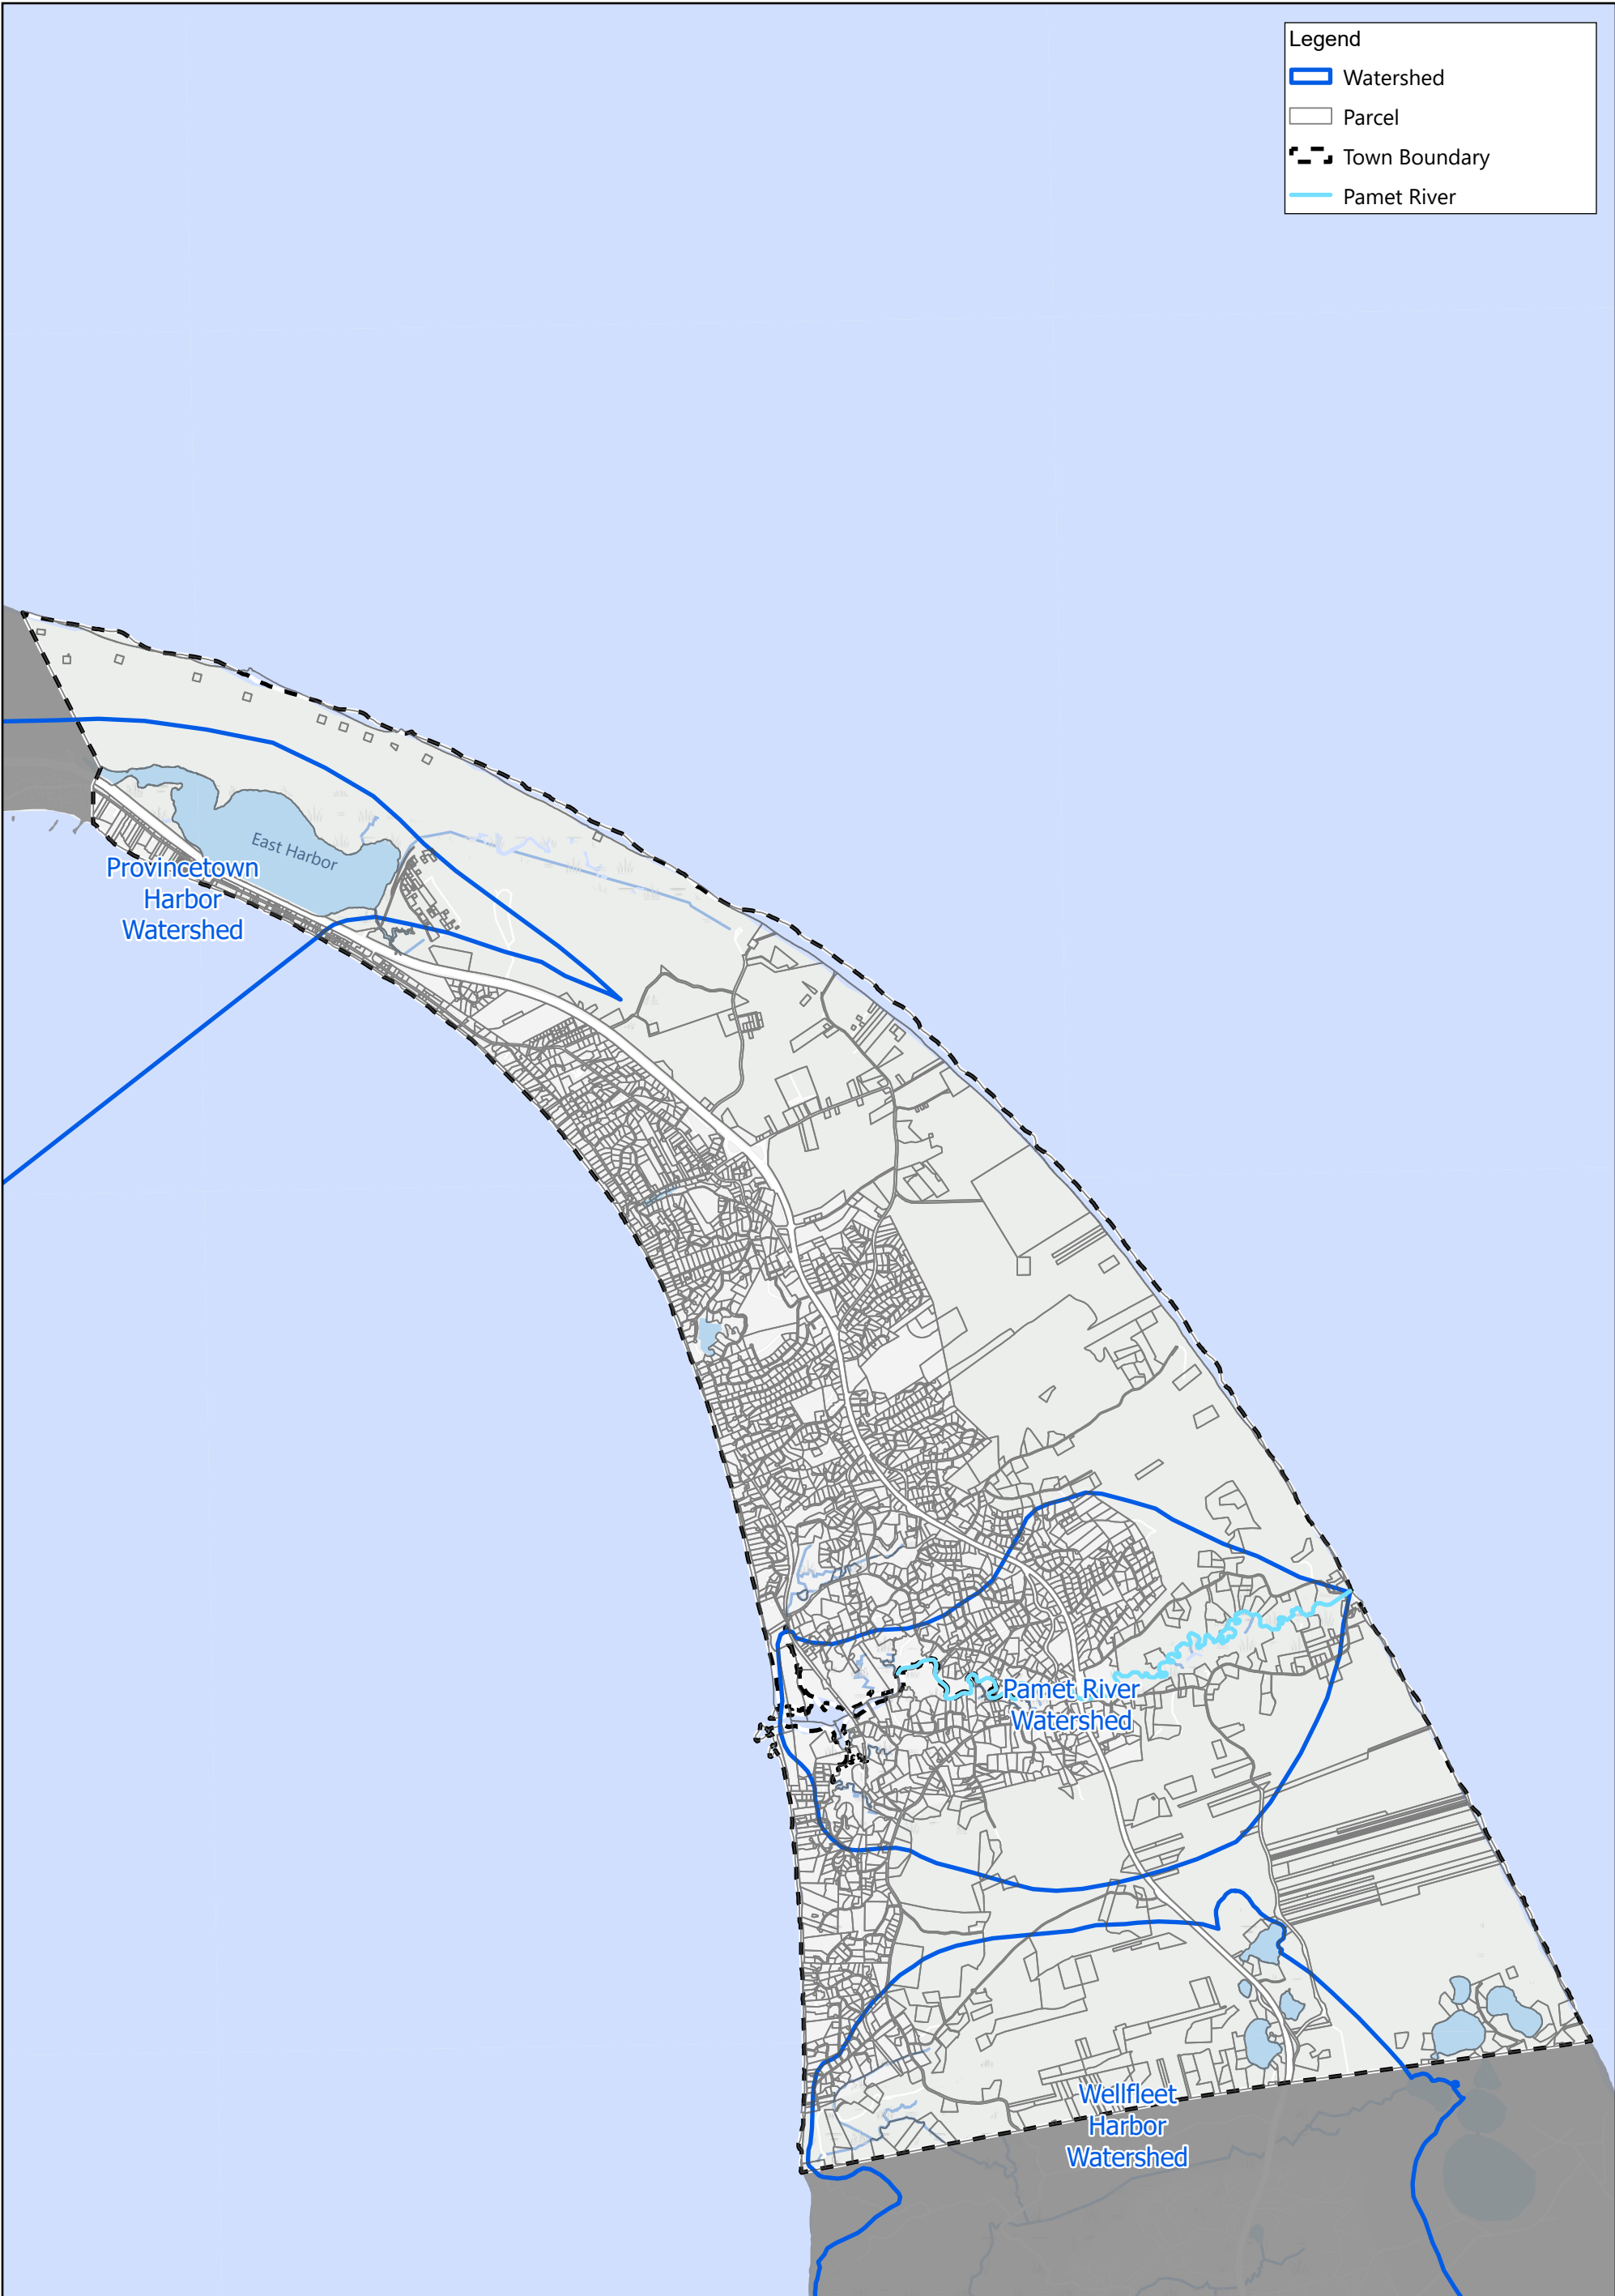 Legend
Watershed
Parcel
Town Boundary
Pamet River
East Harbor
Provincetown
Harbor
Watershed
Pamet River
Watershed
Wellfleet
Harbor
Watershed